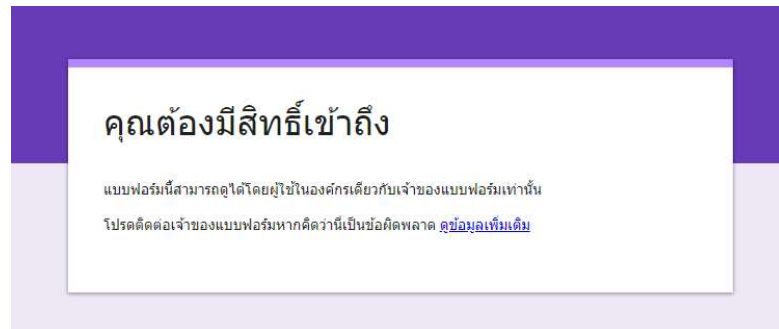 คุณต้องมีสิทธิ์เข้าถึง
แบบฟอร์มนี้สามารถดูได้โดยผู้ใช้ในองค์กรเดียวกับเจ้าของแบบฟอร์มเท่านั้น
โปรดติดต่อเจ้าของแบบฟอร์มหากคิดว่านี่เป็นข้อผิดพลาด ดูข้อมูลเพิ่มเติม